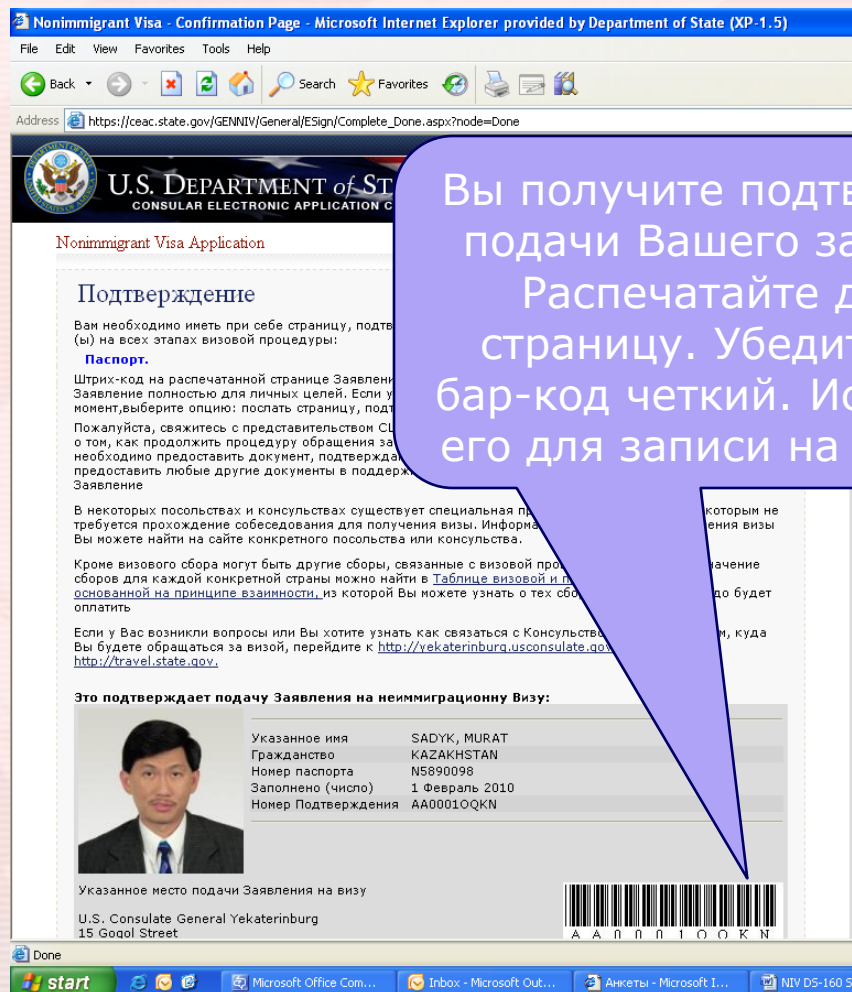 Nonimmigrant Visa - Confirmation Page - Microsoft Internet Explorer provided by Department of State (XP-1.5)
File Edit View Favorites Tools Help
Back Search Favorites
Address https://ceac.state.gov/GENNIV/General/ESign/Complete_Done.aspx?node=Done
U.S. DEPARTMENT of ST
CONSULAR ELECTRONIC APPLICATION C
Вы получите подтв
подачи Вашего за
Распечатайте д
страницу. Убедит
бар-код четкий. Ис
его для записи на
Nonimmigrant Visa Application
Подтверждение
Вам необходимо иметь при себе страницу, подтв
(ы) на всех этапах визовой процедуры:
Паспорт.
Штрих-код на распечатанной странице Заявлени
Заявление полностью для личных целей. Если у
момент,выберите опцию: послать страницу, подт
Пожалуйста, свяжитесь с представительством СШ
о том, как продолжить процедуру обращения за
необходимо предоставить документ, подтвержда
предоставить любые другие документы в поддерж
Заявление
В некоторых посольствах и консульствах существует специальная пр которым не
требуется прохождение собеседования для получения визы. Информа ения визы
Вы можете найти на сайте конкретного посольства или консульства.
Кроме визового сбора могут быть другие сборы, связанные с визовой про начение
сборов для каждой конкретной страны можно найти в Таблице визовой и п
основанной на принципе взаимности, из которой Вы можете узнать о тех сбо до будет
оплатить
Если у Вас возникли вопросы или Вы хотите узнать как связаться с Консульство м, куда
Вы будете обращаться за визой, перейдите к http://yekaterinburg.usconsulate.gov
http://travel.state.gov.
Это подтверждает подачу Заявления на неиммиграционну Визу:
Указанное имя SADYK, MURAT
Гражданство KAZAKHSTAN
Номер паспорта N5890098
Заполнено (число) 1 Февраль 2010
Номер Подтверждения AA0001OQKN
Указанное место подачи Заявления на визу
U.S. Consulate General Yekaterinburg
15 Gogol Street
A A 0 0 0 1 O Q K N
Done
start Microsoft Office Com... Inbox - Microsoft Out... Анкеты - Microsoft I... NIV DS-160 S